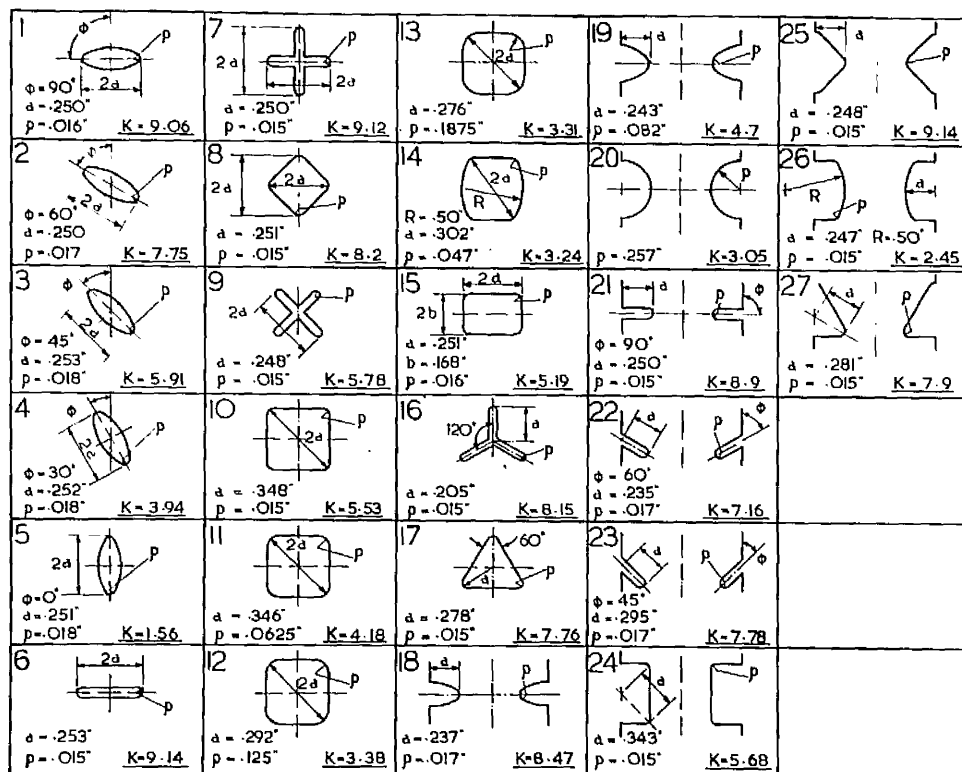 1
φ
p
2a
φ = 90°
a = .250"
p = .016"
K = 9.06
2
p
2a
φ = 60°
a = .250
p = .017
K = 7.75
3
φ
p
2a
φ = 45°
a = .253"
p = .018"
K = 5.91
4
φ
p
φ = 30°
a = .252"
p = .018"
K = 3.94
5
2a
p
φ = 0°
a = .251"
p = .018"
K = 1.56
6
2a
p
a = .253"
p = .015"
K = 9.14
7
2a
p
2a
a = .250"
p = .015"
K = 9.12
8
2a
2a
p
a = .251"
p = .015"
K = 8.2
9
2a
p
a = .248"
p = .015"
K = 5.78
10
p
2a
a = .348"
p = .015"
K = 5.53
11
2a
p
a = .346"
p = .0625"
K = 4.18
12
p
2a
a = .292"
p = .125"
K = 3.38
13
p
2a
a = .276"
p = .1875"
K = 3.31
14
2a
p
R
R = .50"
a = .302"
p = .047"
K = 3.24
15
2a
p
2b
a = .251"
b = .168"
p = .016"
K = 5.19
16
120°
a
p
a = .205"
p = .015"
K = 8.15
17
60°
a
p
a = .278"
p = .015"
K = 7.76
18
a
p
a = .237"
p = .017"
K = 8.47
19
a
p
a = .243"
p = .082"
K = 4.7
20
p
p = .257"
K = 3.05
21
a
p
φ
φ = 90°
a = .250"
p = .015"
K = 8.9
22
a
p
φ
φ = 60°
a = .235"
p = .017"
K = 7.16
23
a
p
φ
φ = 45°
a = .295"
p = .017"
K = 7.78
24
a
p
a = .343"
p = .015"
K = 5.68
25
a
p
a = .248"
p = .015"
K = 9.14
26
R
p
a
a = .247" R = .50"
p = .015"
K = 2.45
27
a
p
a = .281"
p = .015"
K = 7.9